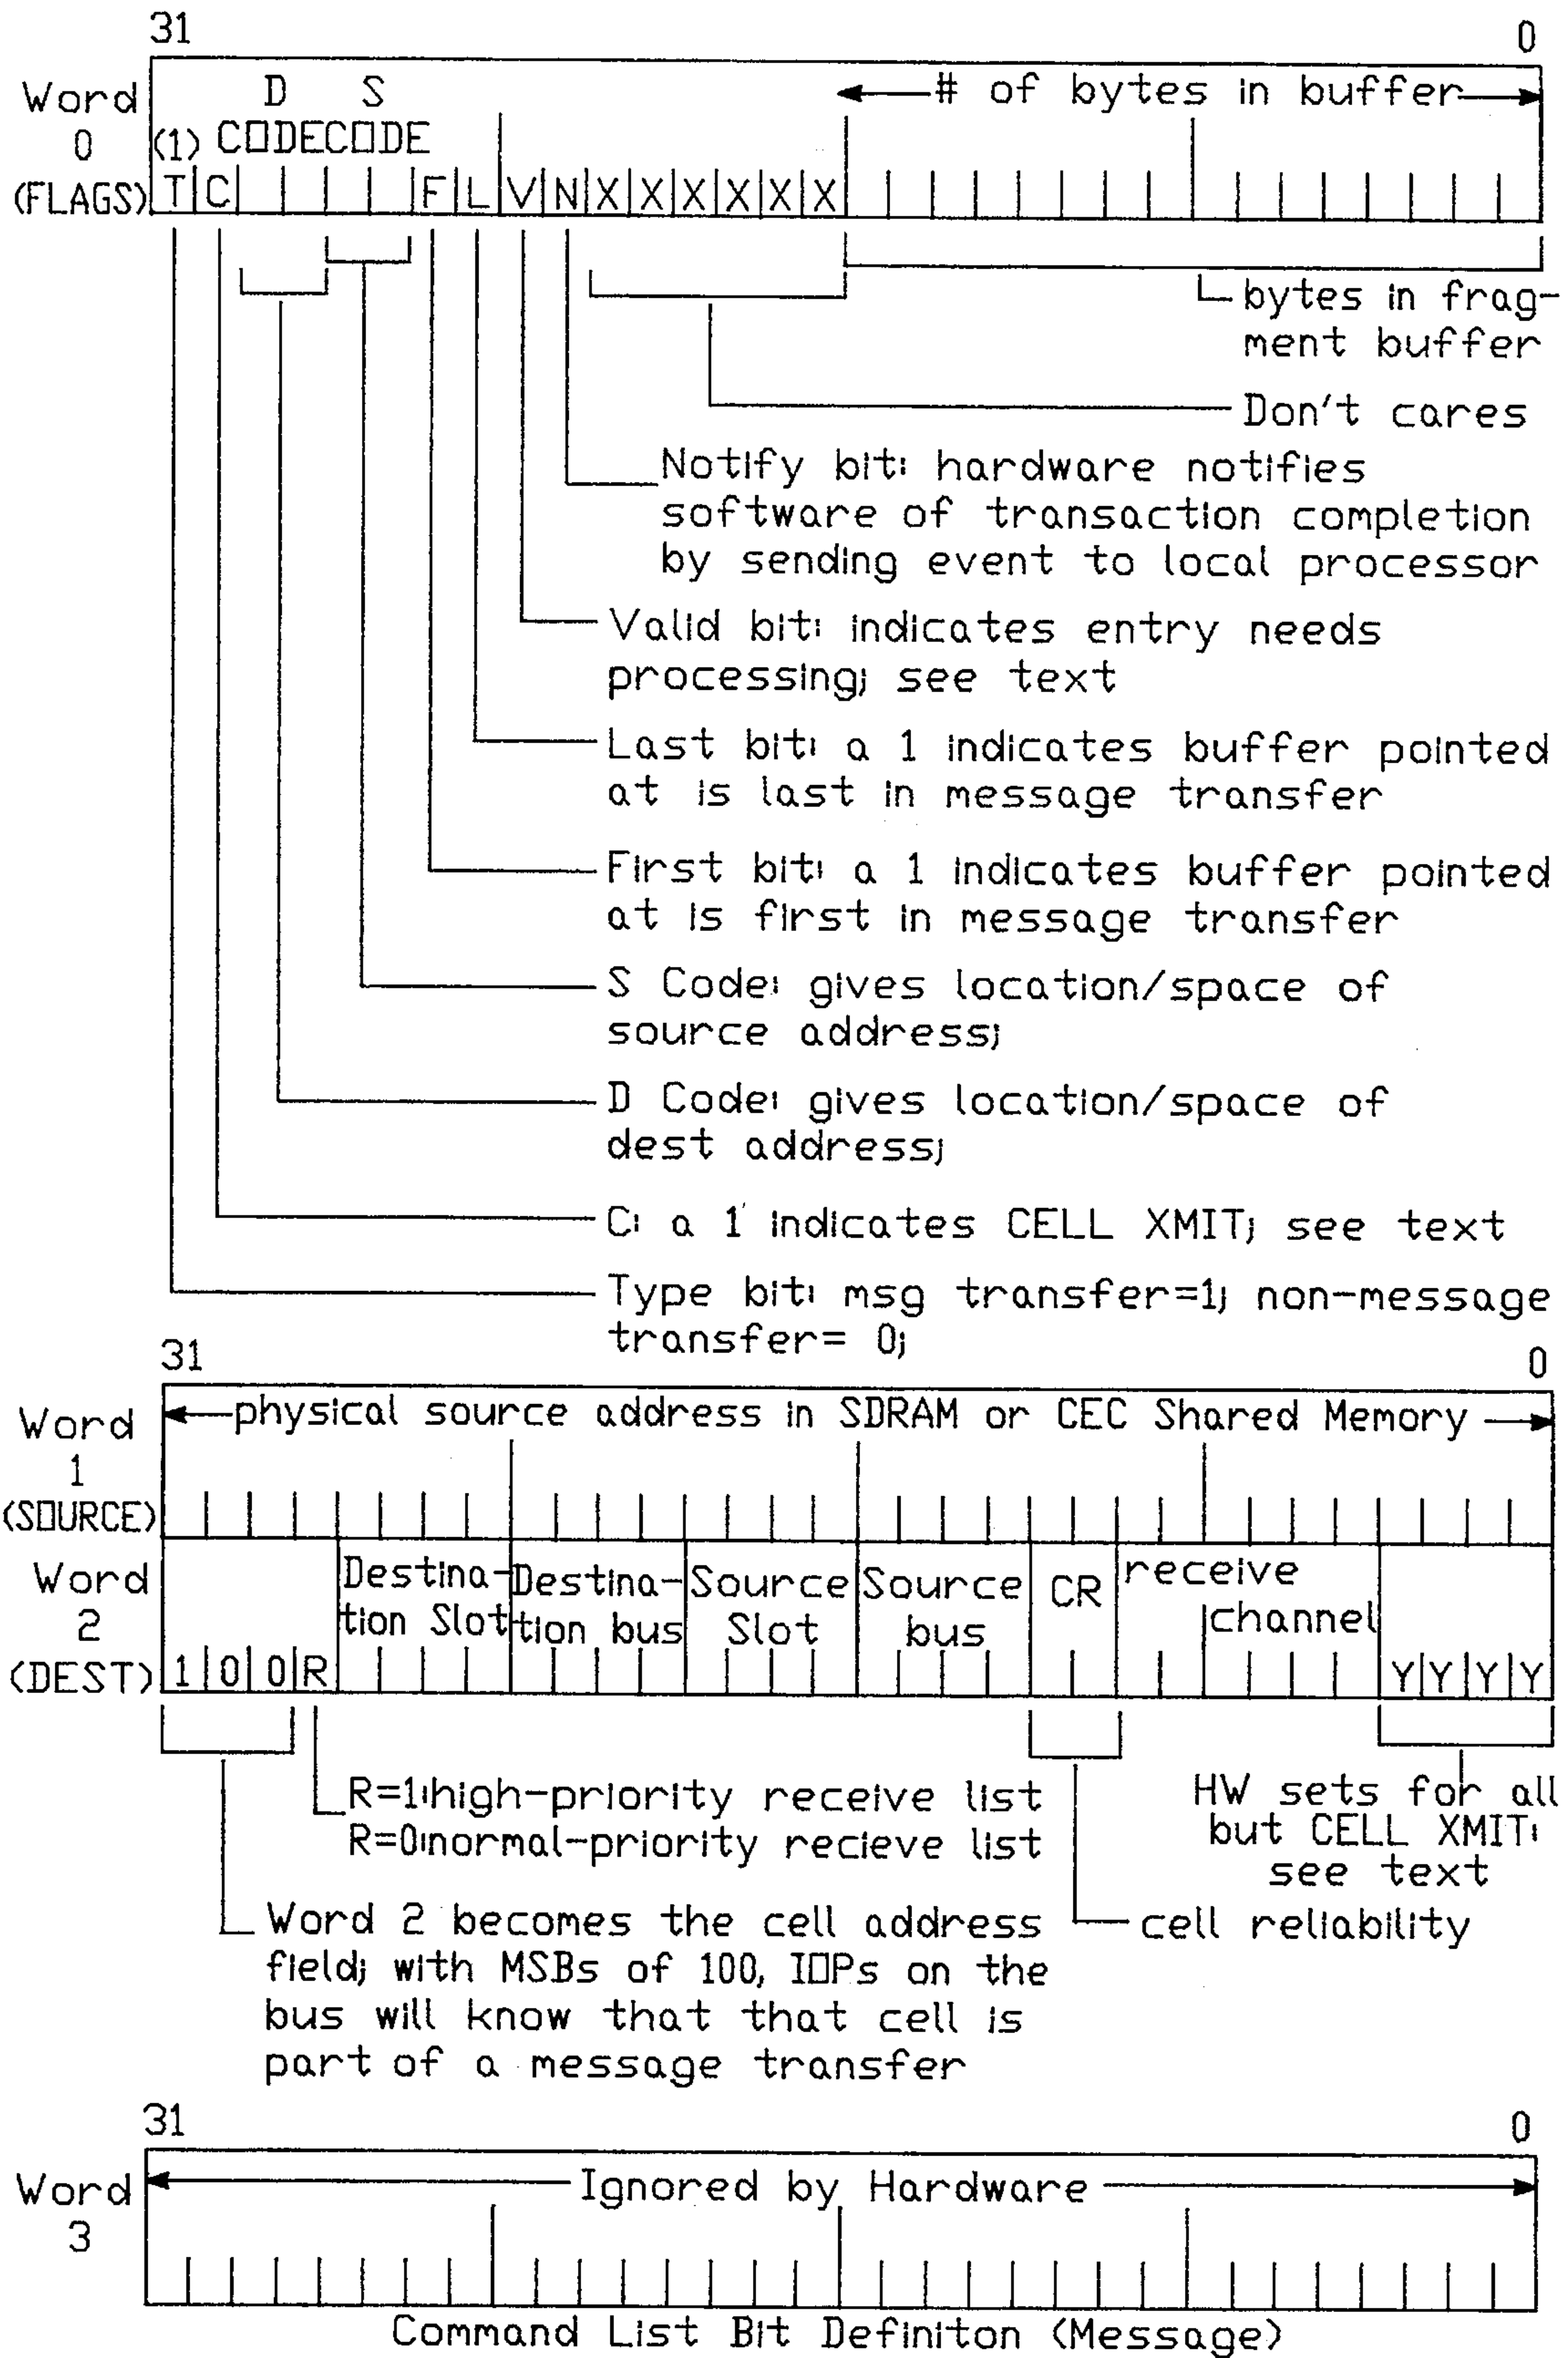 31 0
Word 0 (FLAGS)
D S
← # of bytes in buffer →
(1) CODECODE
T C F L V N X X X X X X
bytes in frag-
ment buffer
Don't cares
Notify bit: hardware notifies
software of transaction completion
by sending event to local processor
Valid bit: indicates entry needs
processing; see text
Last bit: a 1 indicates buffer pointed
at is last in message transfer
First bit: a 1 indicates buffer pointed
at is first in message transfer
S Code: gives location/space of
source address;
D Code: gives location/space of
dest address;
C: a 1 indicates CELL XMIT; see text
Type bit: msg transfer=1; non-message
transfer= 0;
31 0
Word 1 (SOURCE)
physical source address in SDRAM or CEC Shared Memory
Word 2 (DEST)
1 0 0 R
Destina-
tion Slot
Destina-
tion bus
Source
Slot
Source
bus
CR
receive
channel
Y Y Y Y
R=1:high-priority receive list
R=0:normal-priority recieve list
HW sets for all
but CELL XMIT:
see text
cell reliability
Word 2 becomes the cell address
field; with MSBs of 100, IOPs on the
bus will know that that cell is
part of a message transfer
31 0
Word 3
Ignored by Hardware
Command List Bit Definiton (Message)